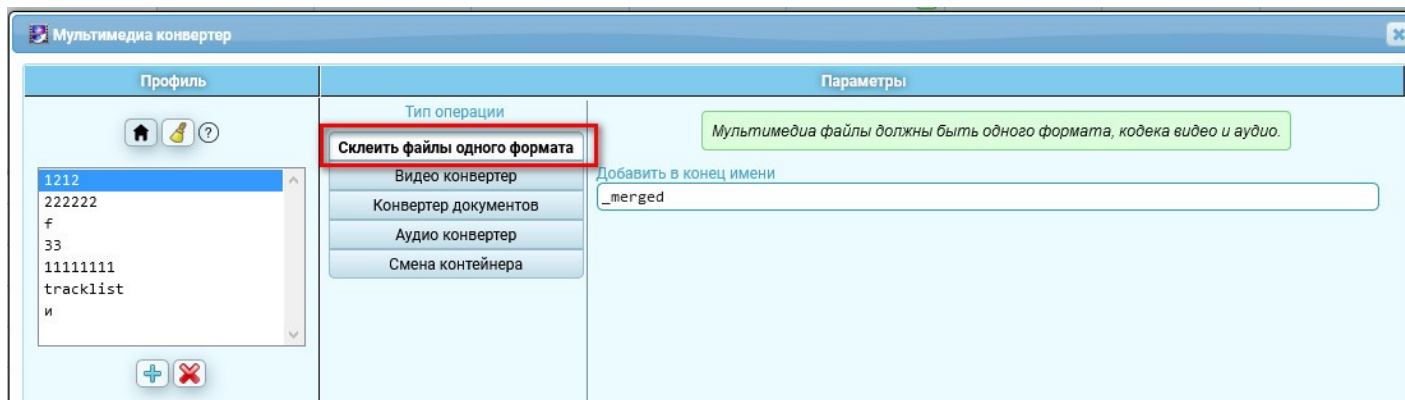 Мультимедиа конвертер
Профиль
Параметры
?
1212
222222
f
33
11111111
tracklist
и
Тип операции
Склеить файлы одного формата
Видео конвертер
Конвертер документов
Аудио конвертер
Смена контейнера
Мультимедиа файлы должны быть одного формата, кодека видео и аудио.
Добавить в конец имени
_merged